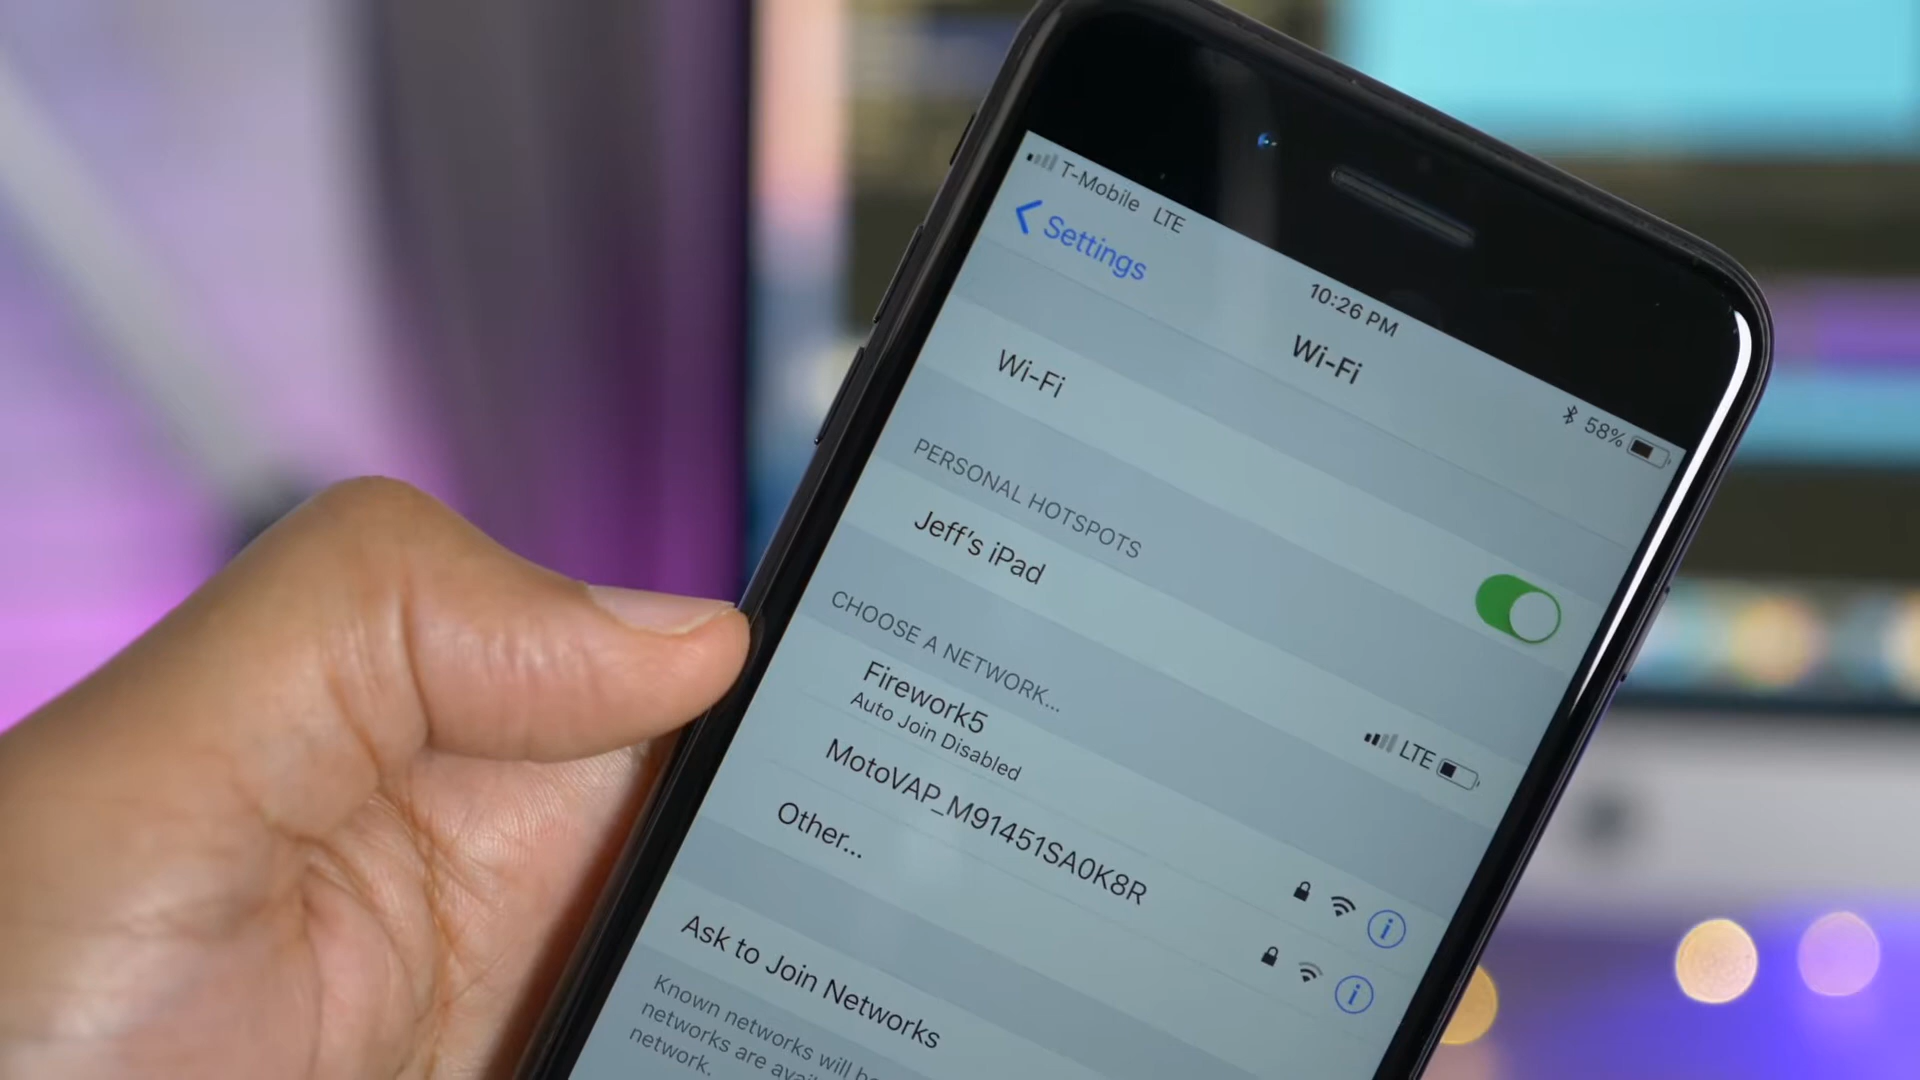 T-Mobile LTE
10:26 PM
58%
Settings
Wi-Fi
Wi-Fi
PERSONAL HOTSPOTS
Jeff's iPad
LTE
CHOOSE A NETWORK...
Firework5
Auto Join Disabled
MotoVAP_M91451SA0K8R
Other...
Ask to Join Networks
Known networks will b
networks are avai
network.